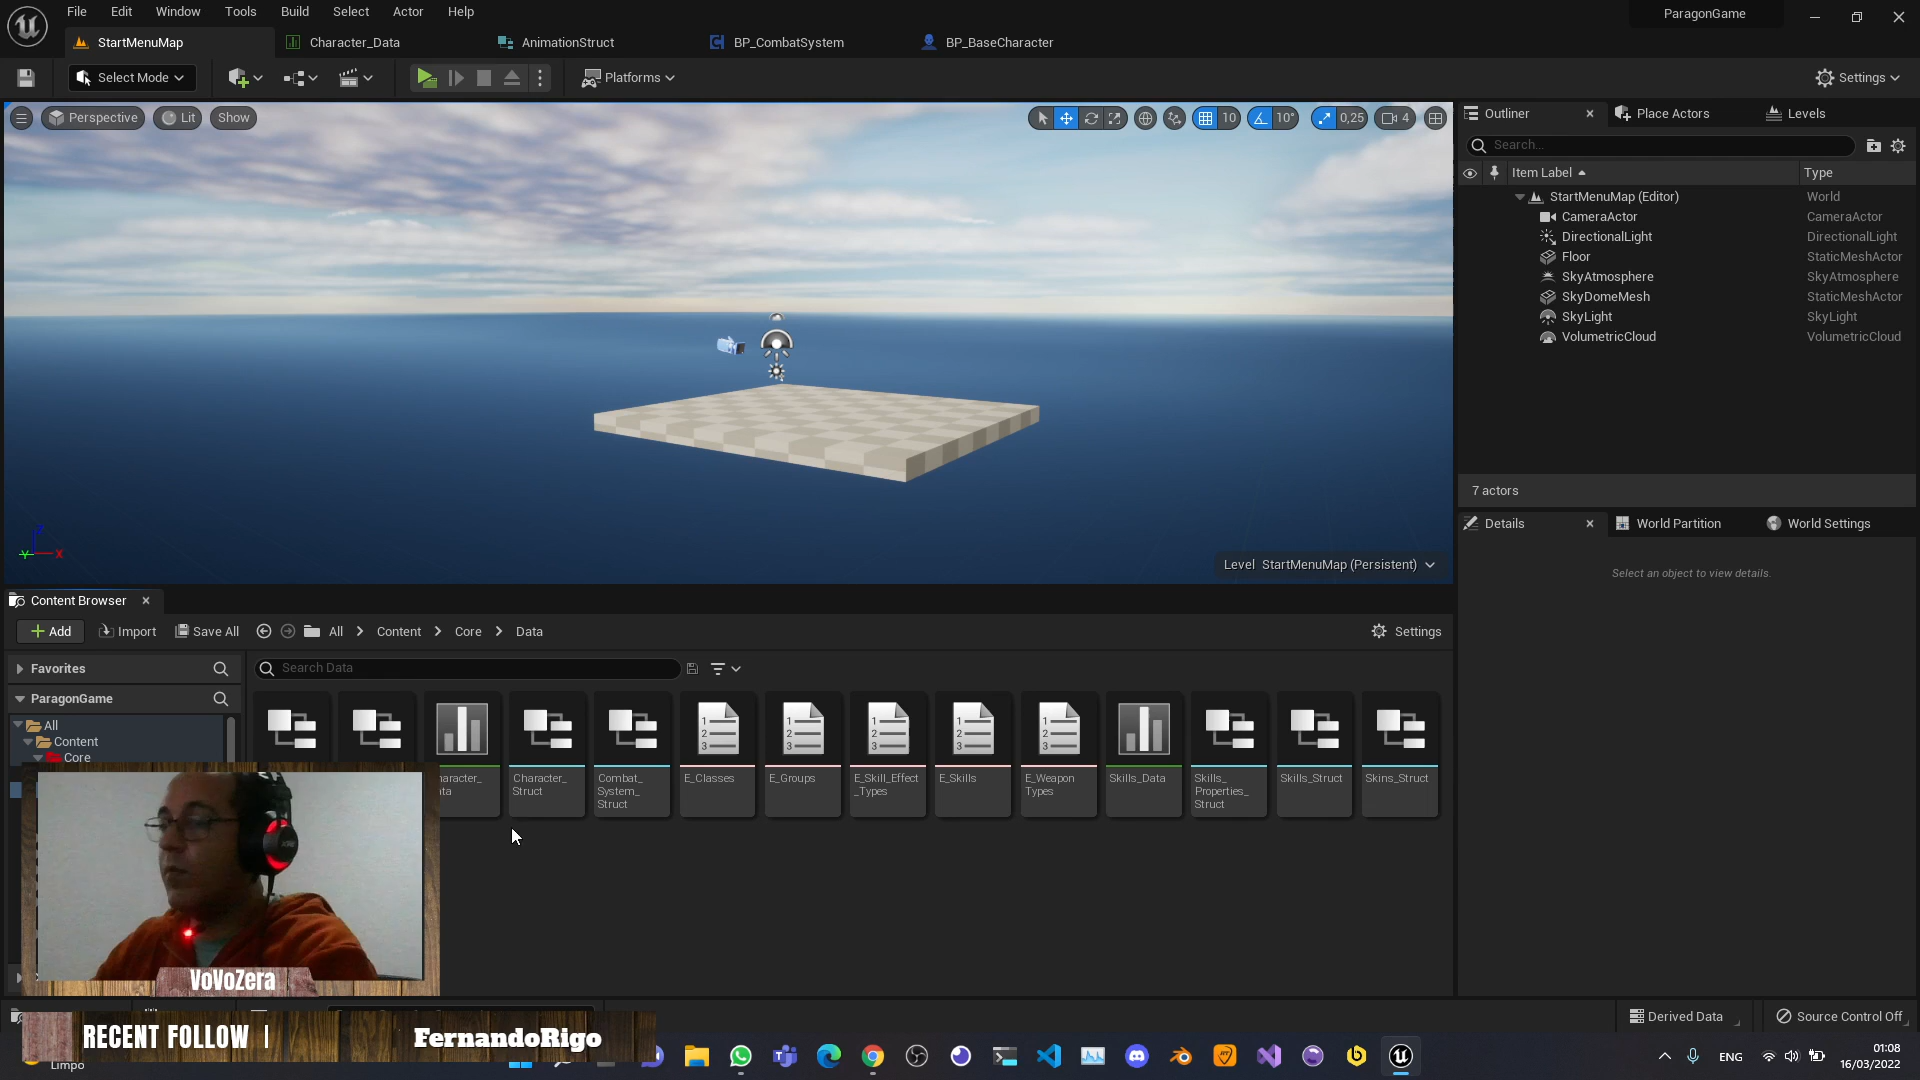 File Edit Window Tools Build Select Actor Help
ParagonGame
StartMenuMap
Character_Data
AnimationStruct
BP_CombatSystem
BP_BaseCharacter
Select Mode
Platforms
Settings
Perspective
Lit
Show
10
10°
0,25
4
Outliner
Place Actors
Levels
Search...
Item Label
Type
StartMenuMap (Editor) World
CameraActor CameraActor
DirectionalLight DirectionalLight
Floor StaticMeshActor
SkyAtmosphere SkyAtmosphere
SkyDomeMesh StaticMeshActor
SkyLight SkyLight
VolumetricCloud VolumetricCloud
Level StartMenuMap (Persistent)
7 actors
Details
World Partition
World Settings
Select an object to view details.
Content Browser
Add
Import
Save All
All
Content
Core
Data
Settings
Favorites
Search Data
ParagonGame
All
Content
Core
haracter_
ata
Character_
Struct
Combat_
System_
Struct
E_Classes
E_Groups
E_Skill_Effect
_Types
E_Skills
E_Weapon
Types
Skills_Data
Skills_
Properties_
Struct
Skills_Struct
Skins_Struct
VoVoZera
RECENT FOLLOW |
FernandoRigo
Derived Data
Source Control Off
Limpo
ENG
01:08
16/03/2022